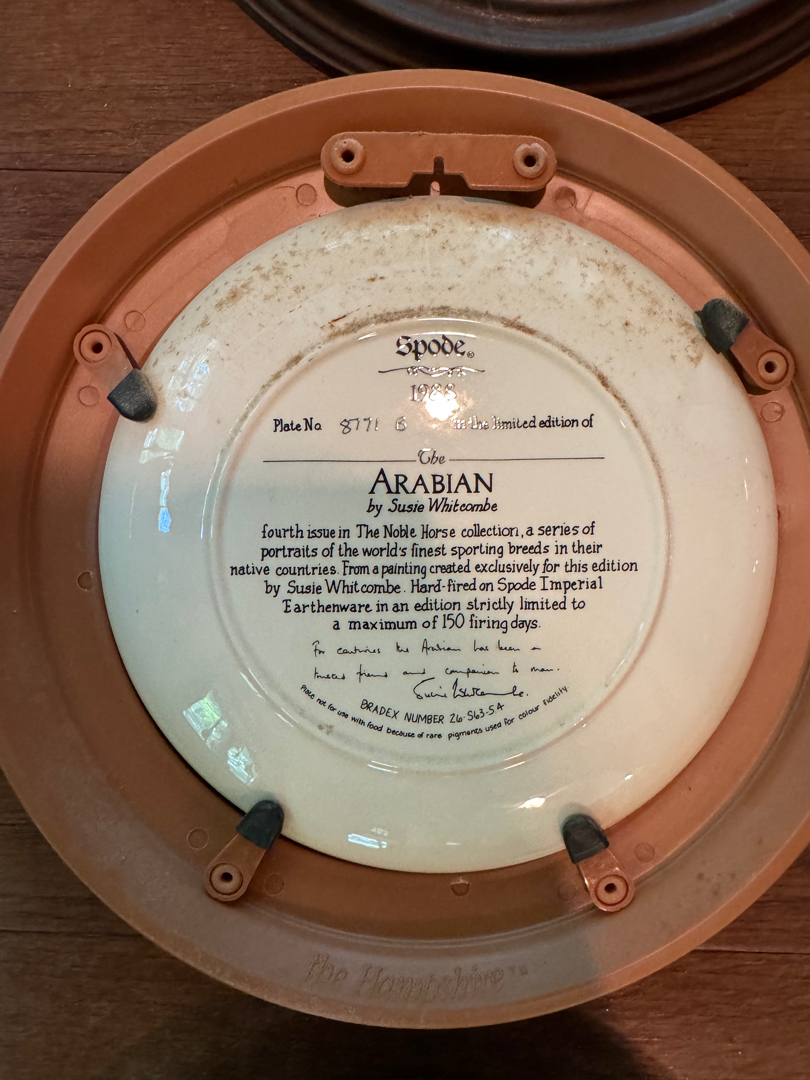 Spode®
1988
Plate No 8771 B in the limited edition of
The
ARABIAN
by Susie Whitcombe
fourth issue in The Noble Horse collection, a series of
portraits of the world's finest sporting breeds in their
native countries. From a painting created exclusively for this edition
by Susie Whitcombe. Hard-fired on Spode Imperial
Earthenware in an edition strictly limited to
a maximum of 150 firing days.
For centuries the Arabian has been a
trusted friend and companion to man.
Susie Whitcombe.
BRADEX NUMBER 26-S63-5.4
Plate not for use with food because of rare pigments used for colour fidelity.
the Hampshire™